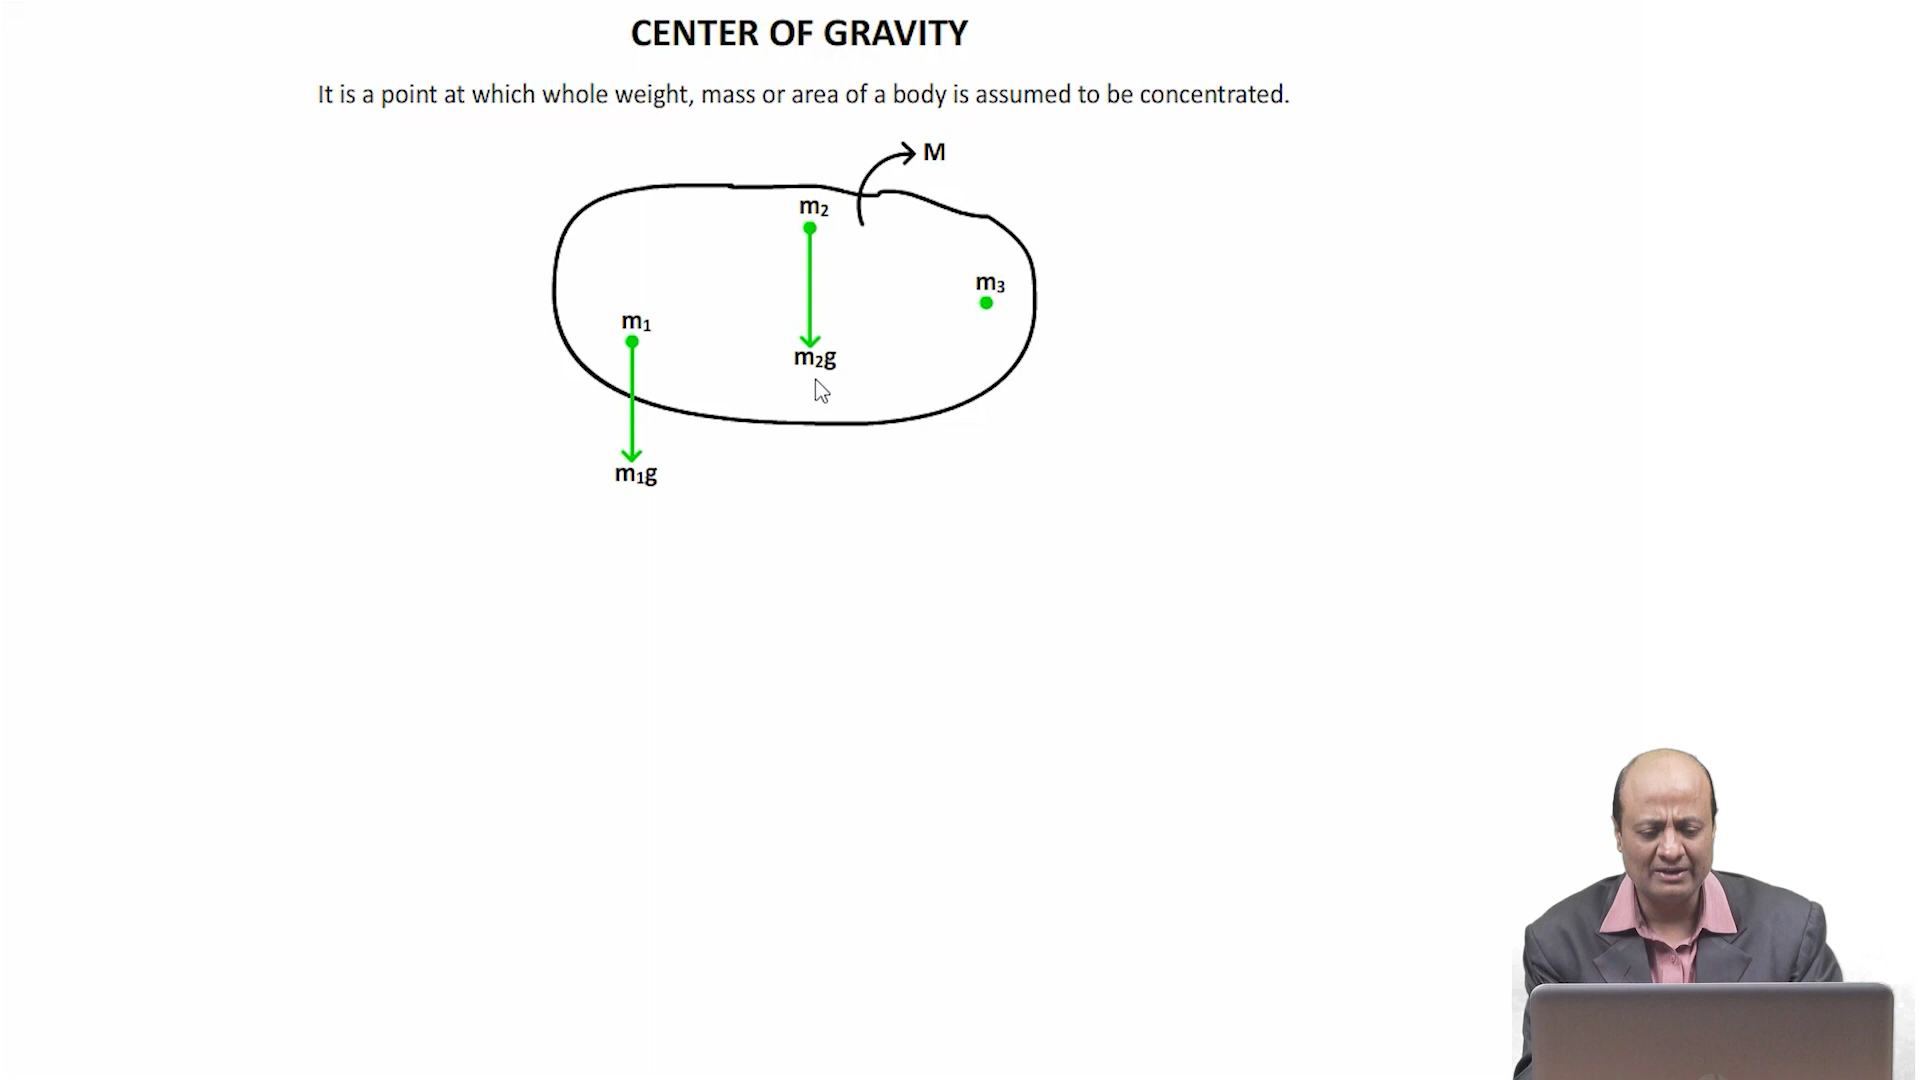 CENTER OF GRAVITY
It is a point at which whole weight, mass or area of a body is assumed to be concentrated.
M
m₂
m₃
m₁
m₂g
m₁g